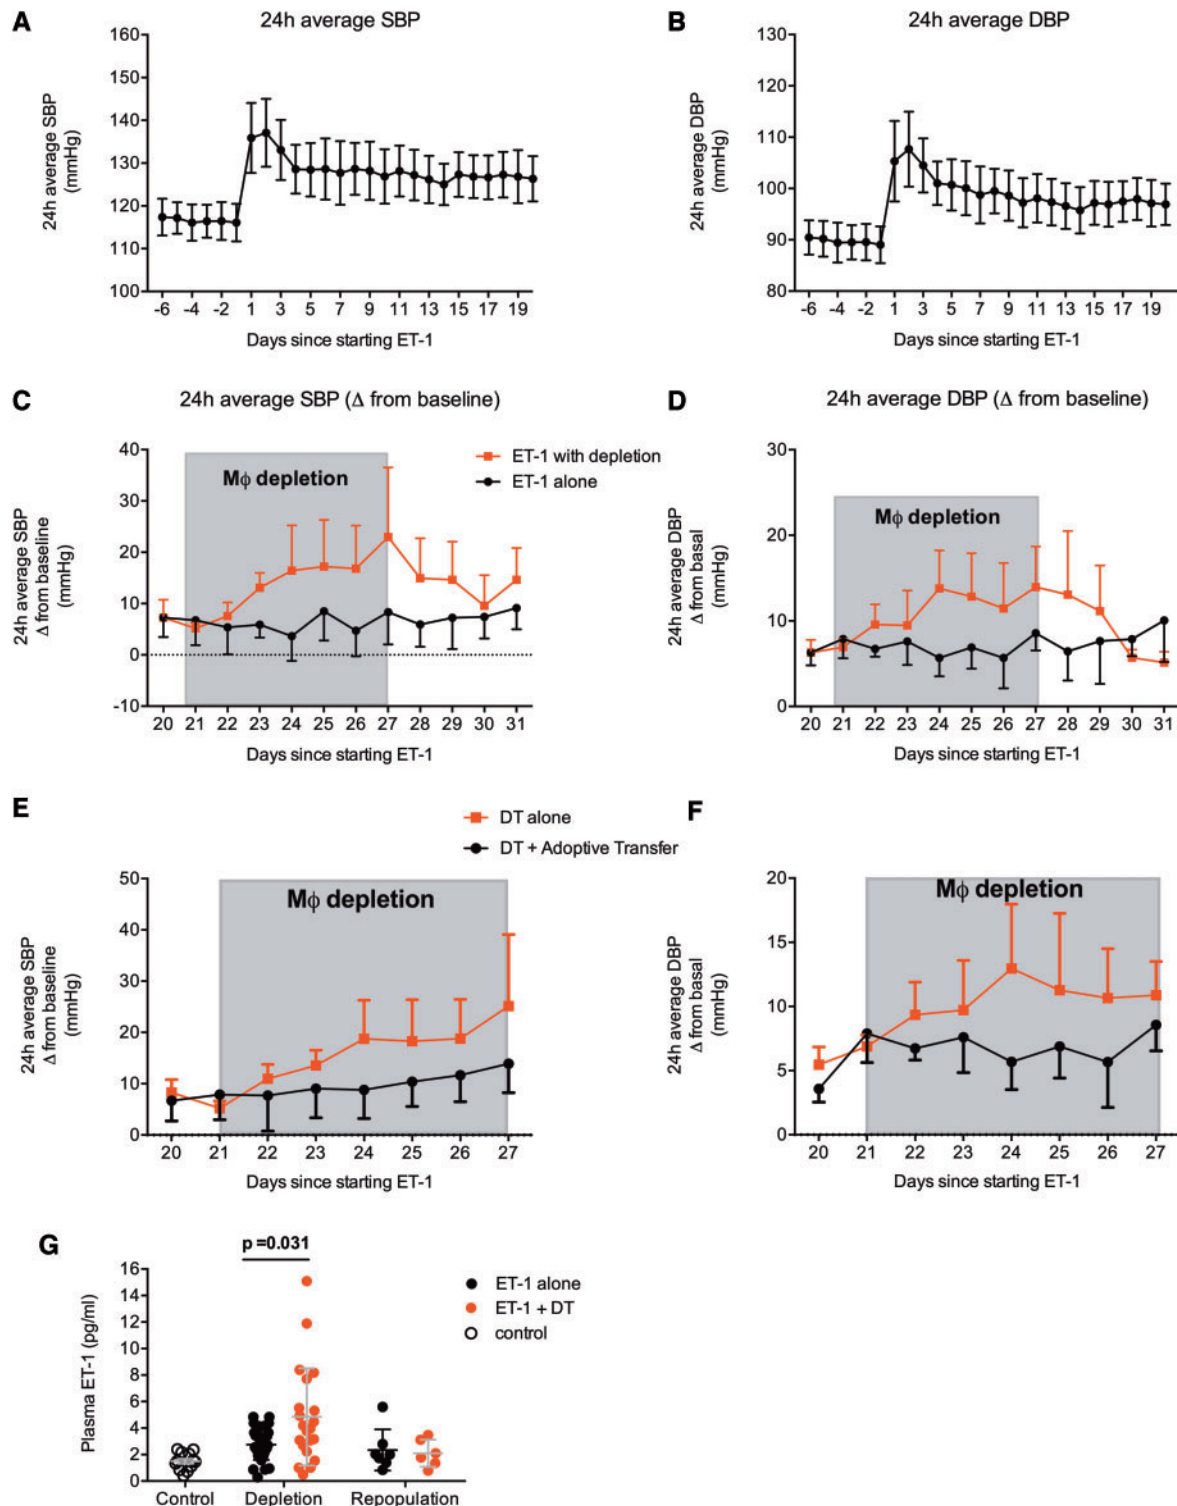 A
24h average SBP
24h average SBP
(mmHg)
160
150
140
130
120
110
100
-6 -4 -2 1 3 5 7 9 11 13 15 17 19
Days since starting ET-1
B
24h average DBP
24h average DBP
(mmHg)
130
120
110
100
90
80
-6 -4 -2 1 3 5 7 9 11 13 15 17 19
Days since starting ET-1
C
24h average SBP (Δ from baseline)
24h average SBP
Δ from baseline
(mmHg)
40
30
20
10
0
-10
Mϕ depletion
ET-1 with depletion
ET-1 alone
20 21 22 23 24 25 26 27 28 29 30 31
Days since starting ET-1
D
24h average DBP (Δ from baseline)
24h average DBP
Δ from basal
(mmHg)
30
20
10
0
Mϕ depletion
20 21 22 23 24 25 26 27 28 29 30 31
Days since starting ET-1
E
DT alone
DT + Adoptive Transfer
24h average SBP
Δ from baseline
(mmHg)
50
40
30
20
10
0
Mϕ depletion
20 21 22 23 24 25 26 27
Days since starting ET-1
F
24h average DBP
Δ from basal
(mmHg)
20
15
10
5
0
Mϕ depletion
20 21 22 23 24 25 26 27
Days since starting ET-1
G
p =0.031
Plasma ET-1 (pg/ml)
16
14
12
10
8
6
4
2
0
ET-1 alone
ET-1 + DT
control
Control Depletion Repopulation